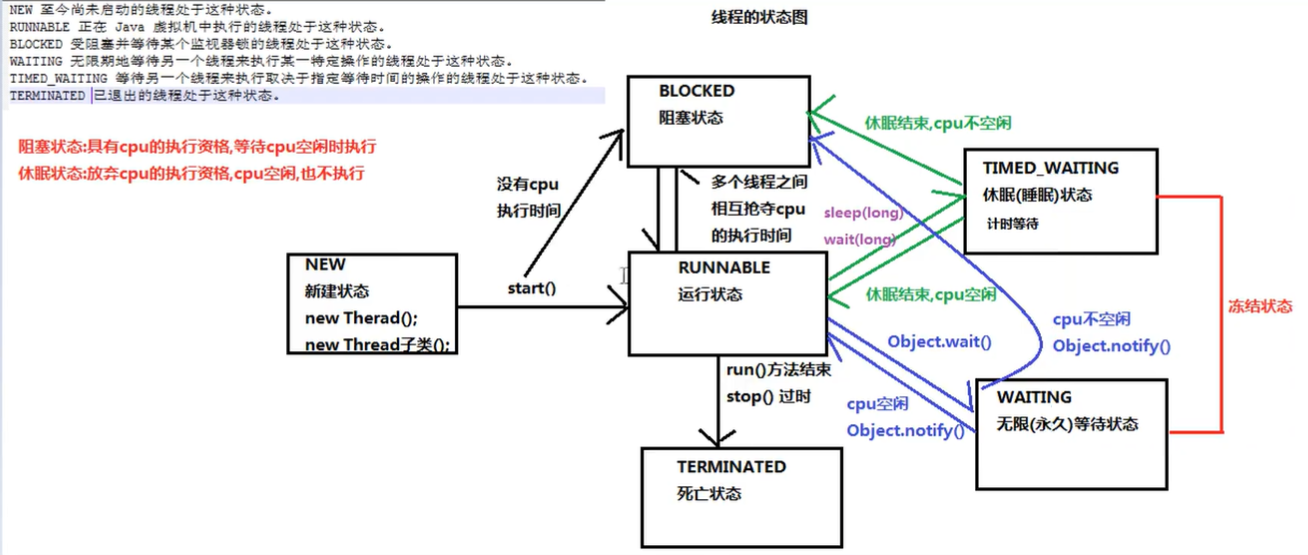 NEW 至今尚未启动的线程处于这种状态。
RUNNABLE 正在 Java 虚拟机中执行的线程处于这种状态。
BLOCKED 受阻塞并等待某个监视器锁的线程处于这种状态。
WAITING 无限期地等待另一个线程来执行某一特定操作的线程处于这种状态。
TIMED_WAITING 等待另一个线程来执行取决于指定等待时间的操作的线程处于这种状态。
TERMINATED 已退出的线程处于这种状态。
线程的状态图
阻塞状态:具有cpu的执行资格,等待cpu空闲时执行
休眠状态:放弃cpu的执行资格,cpu空闲,也不执行
BLOCKED
阻塞状态
休眠结束,cpu不空闲
TIMED_WAITING
休眠(睡眠)状态
计时等待
没有cpu
执行时间
多个线程之间
相互抢夺cpu
的执行时间
sleep(long)
wait(long)
NEW
新建状态
new Therad();
new Thread子类();
start()
RUNNABLE
运行状态
休眠结束,cpu空闲
冻结状态
Object.wait()
cpu不空闲
Object.notify()
run()方法结束
stop() 过时
cpu空闲
Object.notify()
WAITING
无限(永久)等待状态
TERMINATED
死亡状态